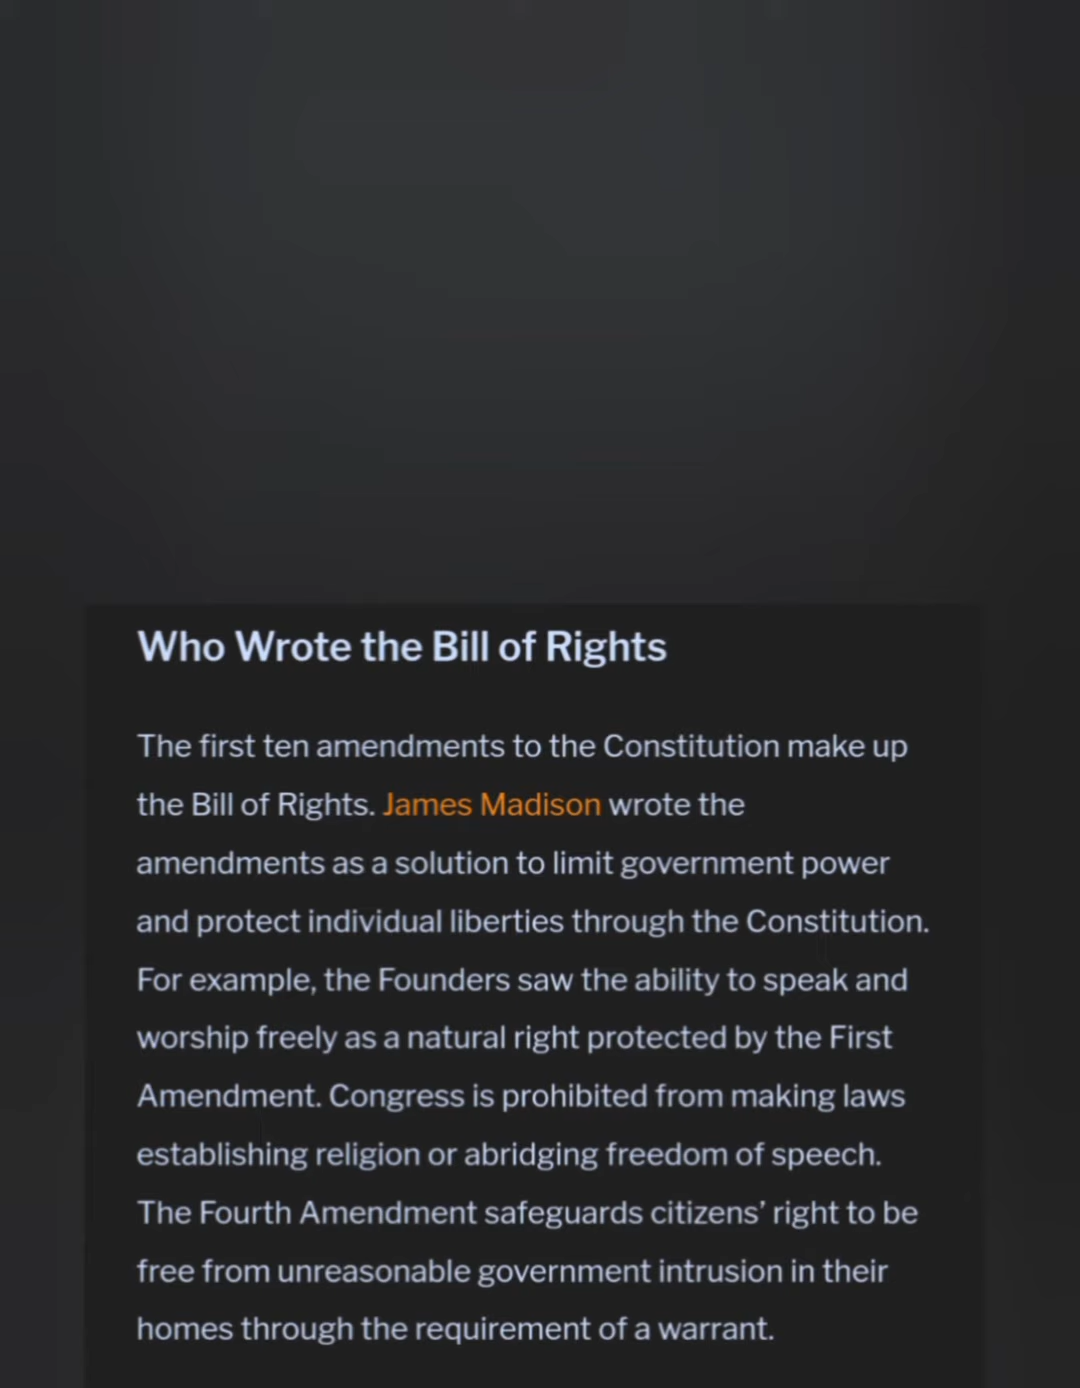 Who Wrote the Bill of Rights
The first ten amendments to the Constitution make up
the Bill of Rights. James Madison wrote the
amendments as a solution to limit government power
and protect individual liberties through the Constitution.
For example, the Founders saw the ability to speak and
worship freely as a natural right protected by the First
Amendment. Congress is prohibited from making laws
establishing religion or abridging freedom of speech.
The Fourth Amendment safeguards citizens’ right to be
free from unreasonable government intrusion in their
homes through the requirement of a warrant.